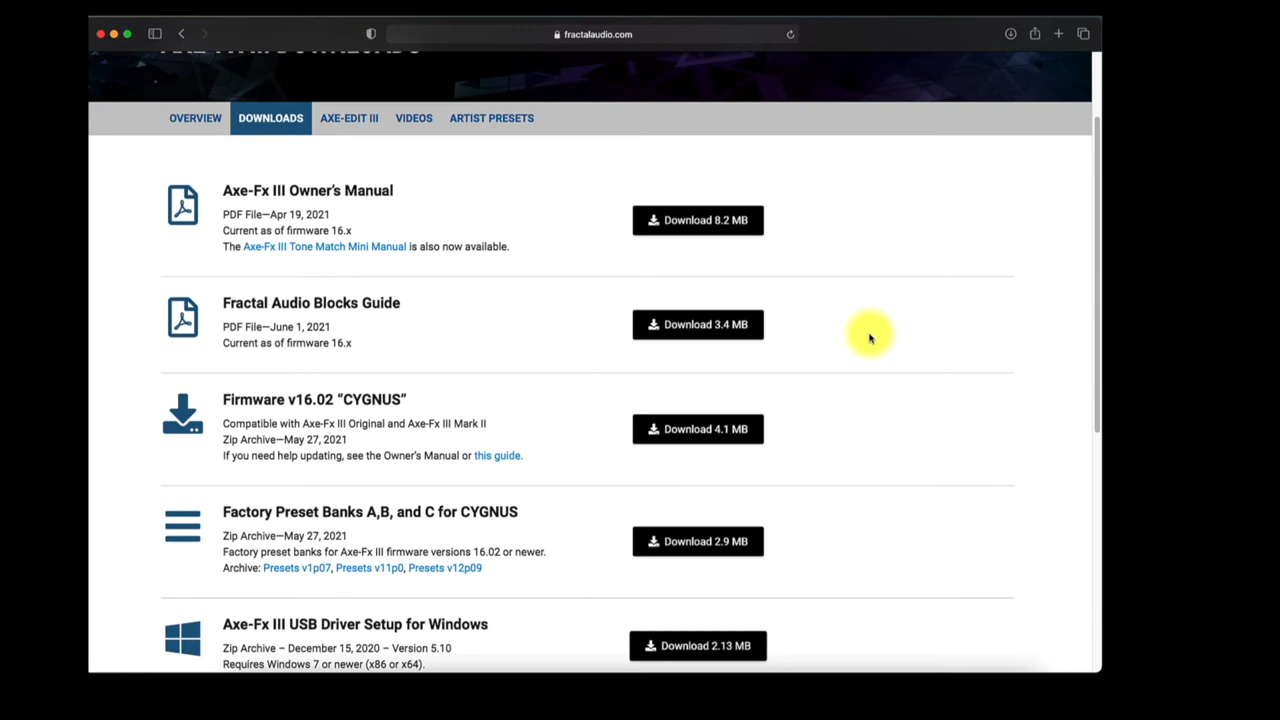 fractalaudio.com
OVERVIEW DOWNLOADS AXE-EDIT III VIDEOS ARTIST PRESETS
Axe-Fx III Owner’s Manual
PDF File—Apr 19, 2021
Current as of firmware 16.x
The Axe-Fx III Tone Match Mini Manual is also now available.
Download 8.2 MB
Fractal Audio Blocks Guide
PDF File—June 1, 2021
Current as of firmware 16.x
Download 3.4 MB
Firmware v16.02 “CYGNUS”
Compatible with Axe-Fx III Original and Axe-Fx III Mark II
Zip Archive—May 27, 2021
If you need help updating, see the Owner's Manual or this guide.
Download 4.1 MB
Factory Preset Banks A,B, and C for CYGNUS
Zip Archive—May 27, 2021
Factory preset banks for Axe-Fx III firmware versions 16.02 or newer.
Archive: Presets v1p07, Presets v11p0, Presets v12p09
Download 2.9 MB
Axe-Fx III USB Driver Setup for Windows
Zip Archive – December 15, 2020 – Version 5.10
Requires Windows 7 or newer (x86 or x64).
Download 2.13 MB